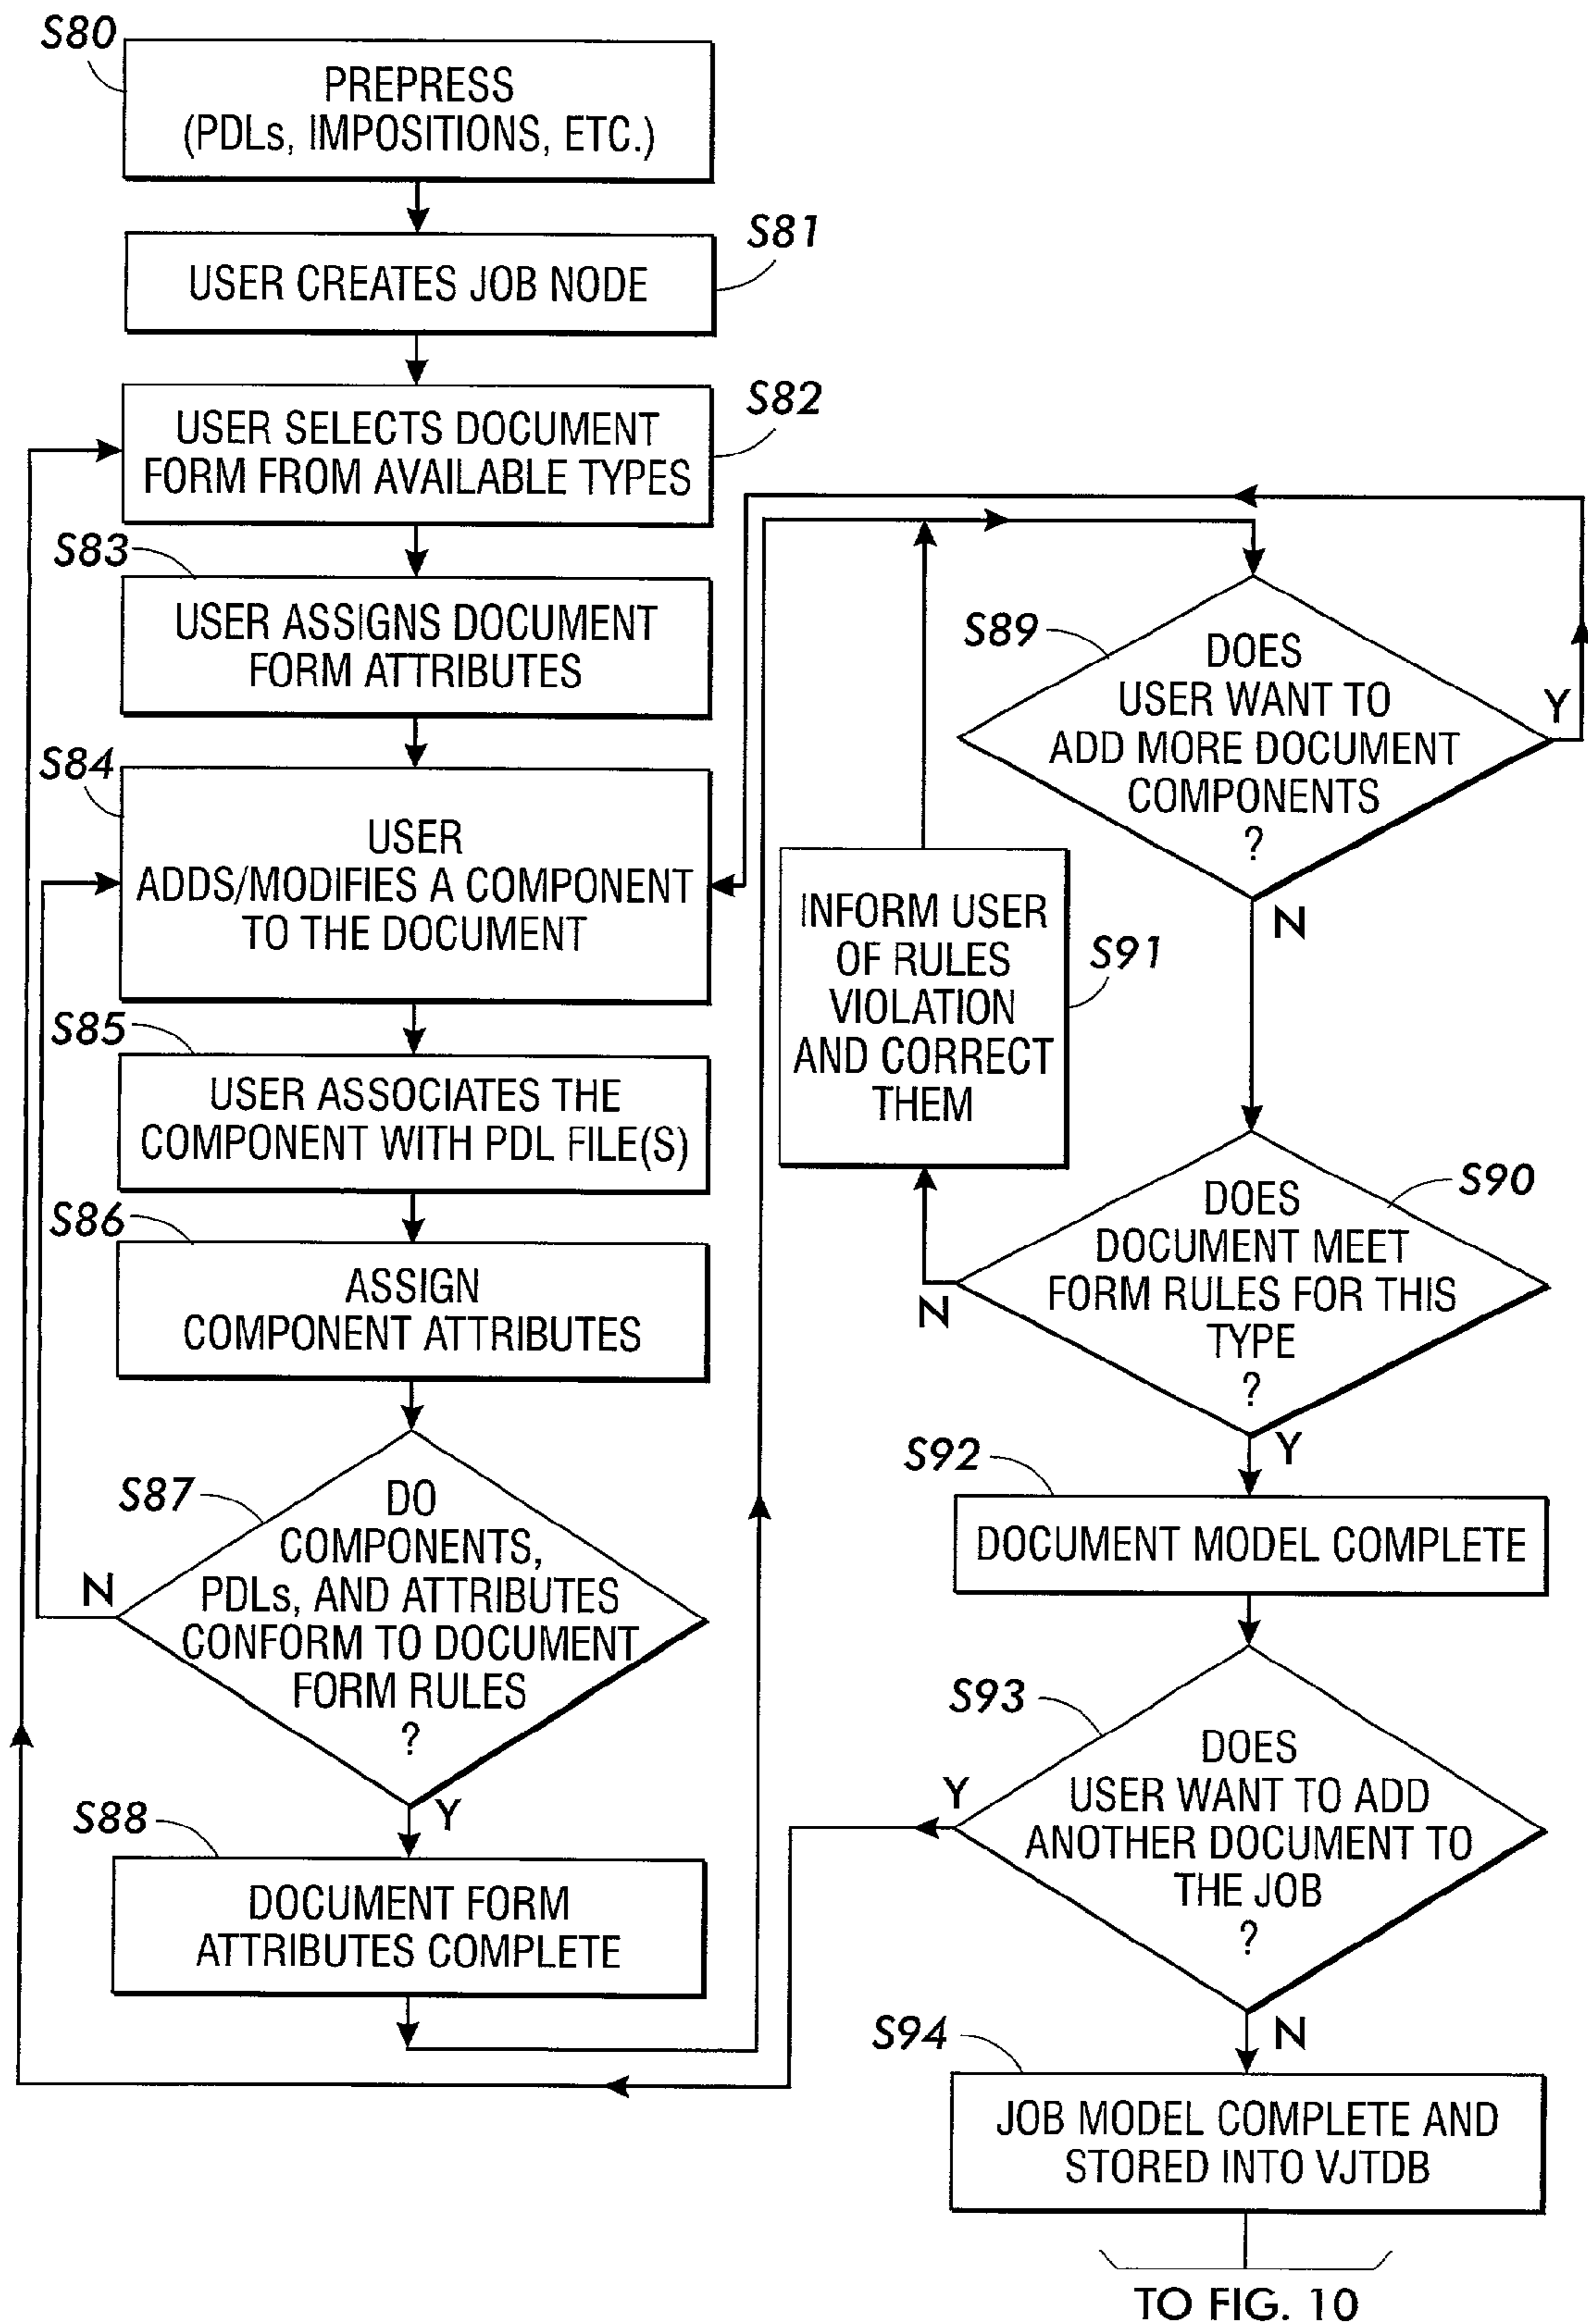 S80
PREPRESS
(PDLs, IMPOSITIONS, ETC.)
S81
USER CREATES JOB NODE
S82
USER SELECTS DOCUMENT
FORM FROM AVAILABLE TYPES
S83
USER ASSIGNS DOCUMENT
FORM ATTRIBUTES
S84
USER
ADDS/MODIFIES A COMPONENT
TO THE DOCUMENT
S85
USER ASSOCIATES THE
COMPONENT WITH PDL FILE(S)
S86
ASSIGN
COMPONENT ATTRIBUTES
S87
DO
COMPONENTS,
PDLs, AND ATTRIBUTES
CONFORM TO DOCUMENT
FORM RULES
?
N
Y
S88
DOCUMENT FORM
ATTRIBUTES COMPLETE
S89
DOES
USER WANT TO
ADD MORE DOCUMENT
COMPONENTS
?
Y
N
S91
INFORM USER
OF RULES
VIOLATION
AND CORRECT
THEM
S90
DOES
DOCUMENT MEET
FORM RULES FOR THIS
TYPE
?
N
Y
S92
DOCUMENT MODEL COMPLETE
S93
DOES
USER WANT TO ADD
ANOTHER DOCUMENT TO
THE JOB
?
Y
N
S94
JOB MODEL COMPLETE AND
STORED INTO VJTDB
TO FIG. 10